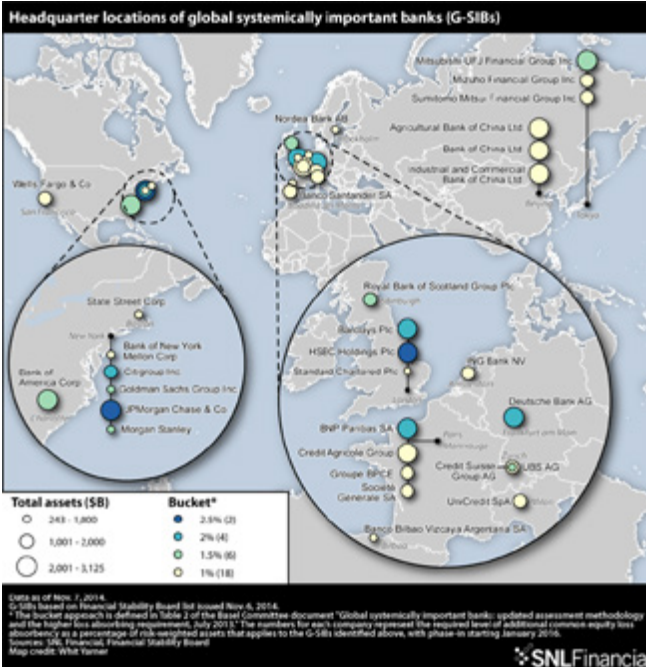 Headquarter locations of global systemically important banks (G-SIBs)
Mitsubishi UFJ Financial Group Inc
Mizuho Financial Group Inc
Sumitomo Mitsui Financial Group Inc
Nordea Bank AB
Stockholm
Agricultural Bank of China Ltd
Bank of China Ltd
Industrial and Commercial
Bank of China Ltd
Beijing
Tokyo
Wells Fargo & Co
San Francisco
Banco Santander SA
State Street Corp
Boston
New York
Bank of New York
Mellon Corp
Citigroup Inc
Goldman Sachs Group Inc
JPMorgan Chase & Co
Morgan Stanley
Bank of
America Corp
Charlotte
Royal Bank of Scotland Group Plc
Edinburgh
Barclays Plc
HSBC Holdings Plc
Standard Chartered Plc
London
ING Bank NV
Deutsche Bank AG
Frankfurt am Main
BNP Paribas SA
Paris
Credit Agricole Group
Groupe BPCE
Société
Generale SA
Zurich
Credit Suisse
Group AG
UBS AG
UniCredit SpA
Milan
Banco Bilbao Vizcaya Argentaria SA
Bilbao
Total assets ($B)
243 - 1,000
1,001 - 2,000
2,001 - 3,125
Bucket*
2.5% (2)
2% (4)
1.5% (6)
1% (18)
Data as of Nov. 7, 2014.
G-SIBs based on Financial Stability Board list issued Nov. 6, 2014.
* The bucket approach is defined in Table 2 of the Basel Committee document "Global systemically important banks: updated assessment methodology
and the higher loss absorbing requirement, July 2013." The numbers for each company represent the required level of additional common equity loss
absorbency as a percentage of risk-weighted assets that applies to the G-SIBs identified above, with phase-in starting January 2016.
Sources: SNL Financial, Financial Stability Board
Map credit: Whit Varner
SNLFinancia